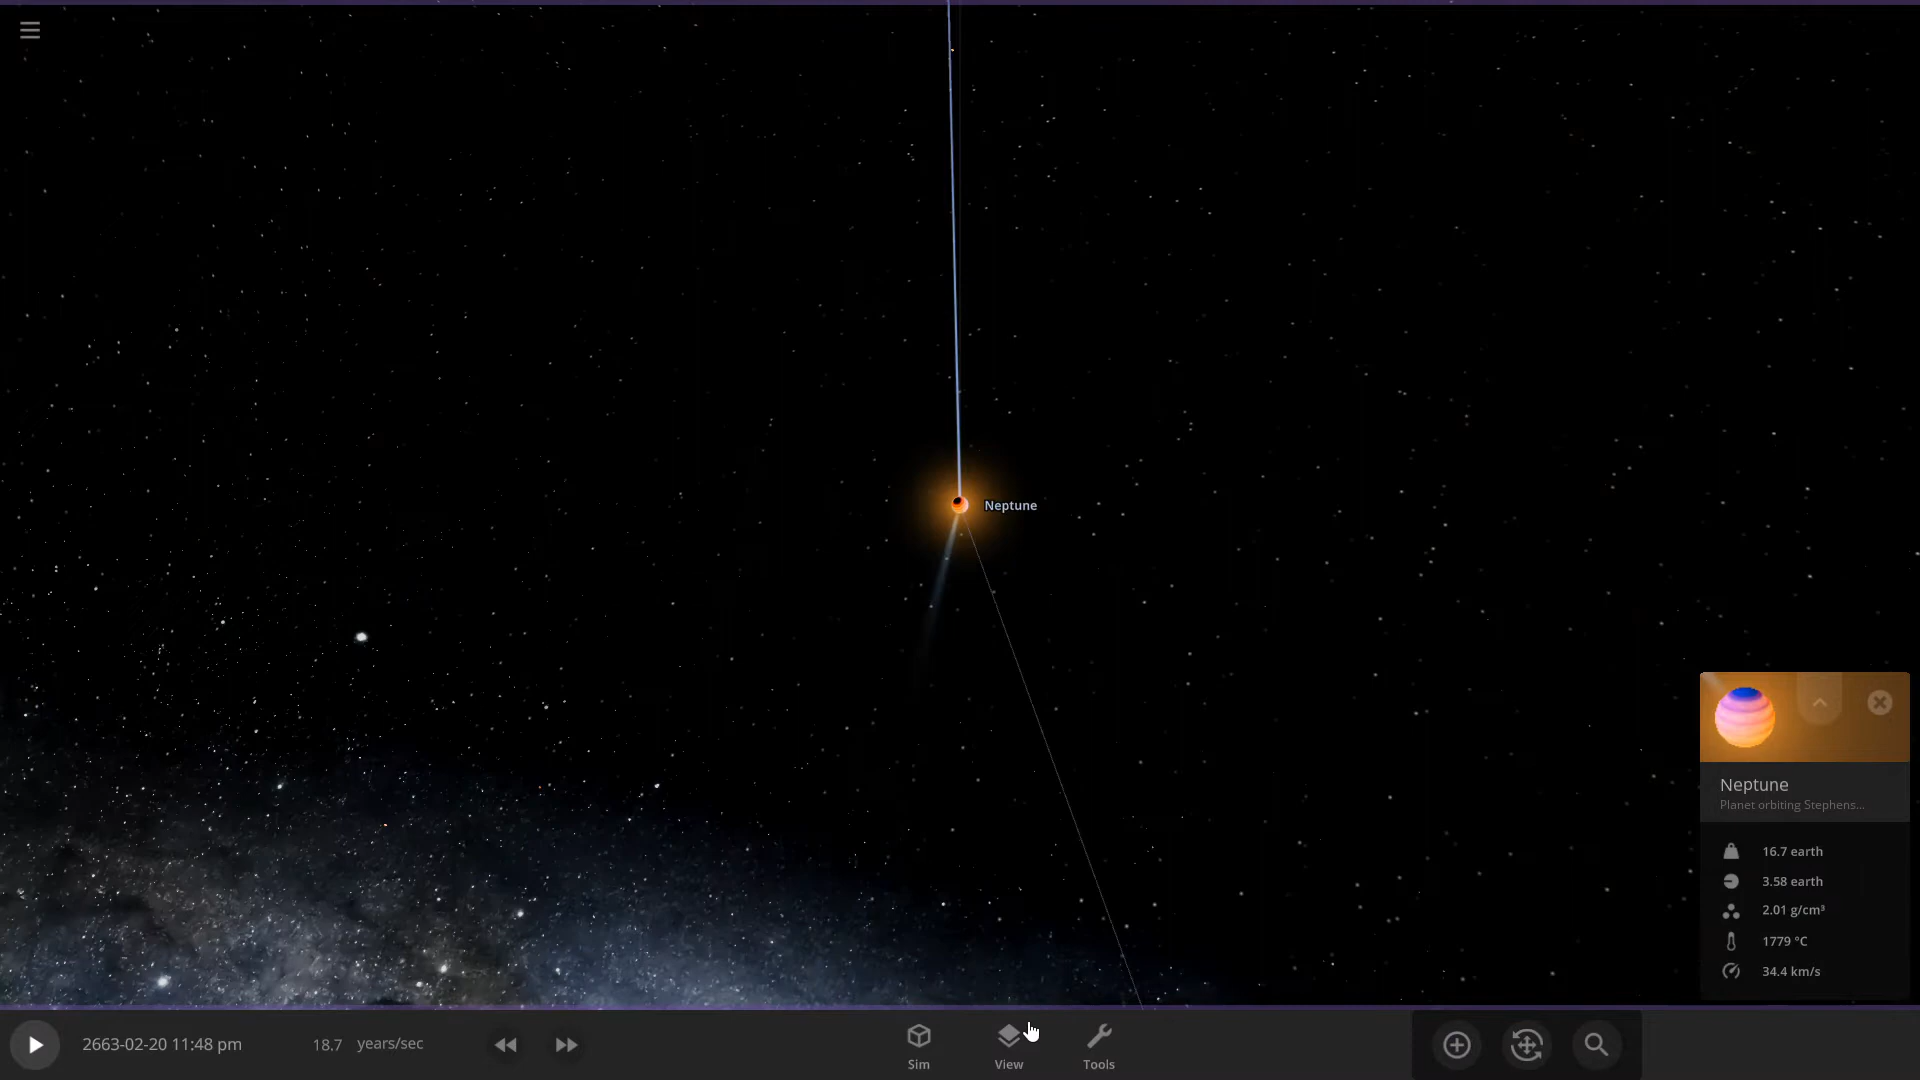 Neptune
Neptune
Planet orbiting Stephens...
16.7 earth
3.58 earth
2.01 g/cm³
1779 °C
34.4 km/s
2663-02-20 11:48 pm
18.7 years/sec
Sim
View
Tools